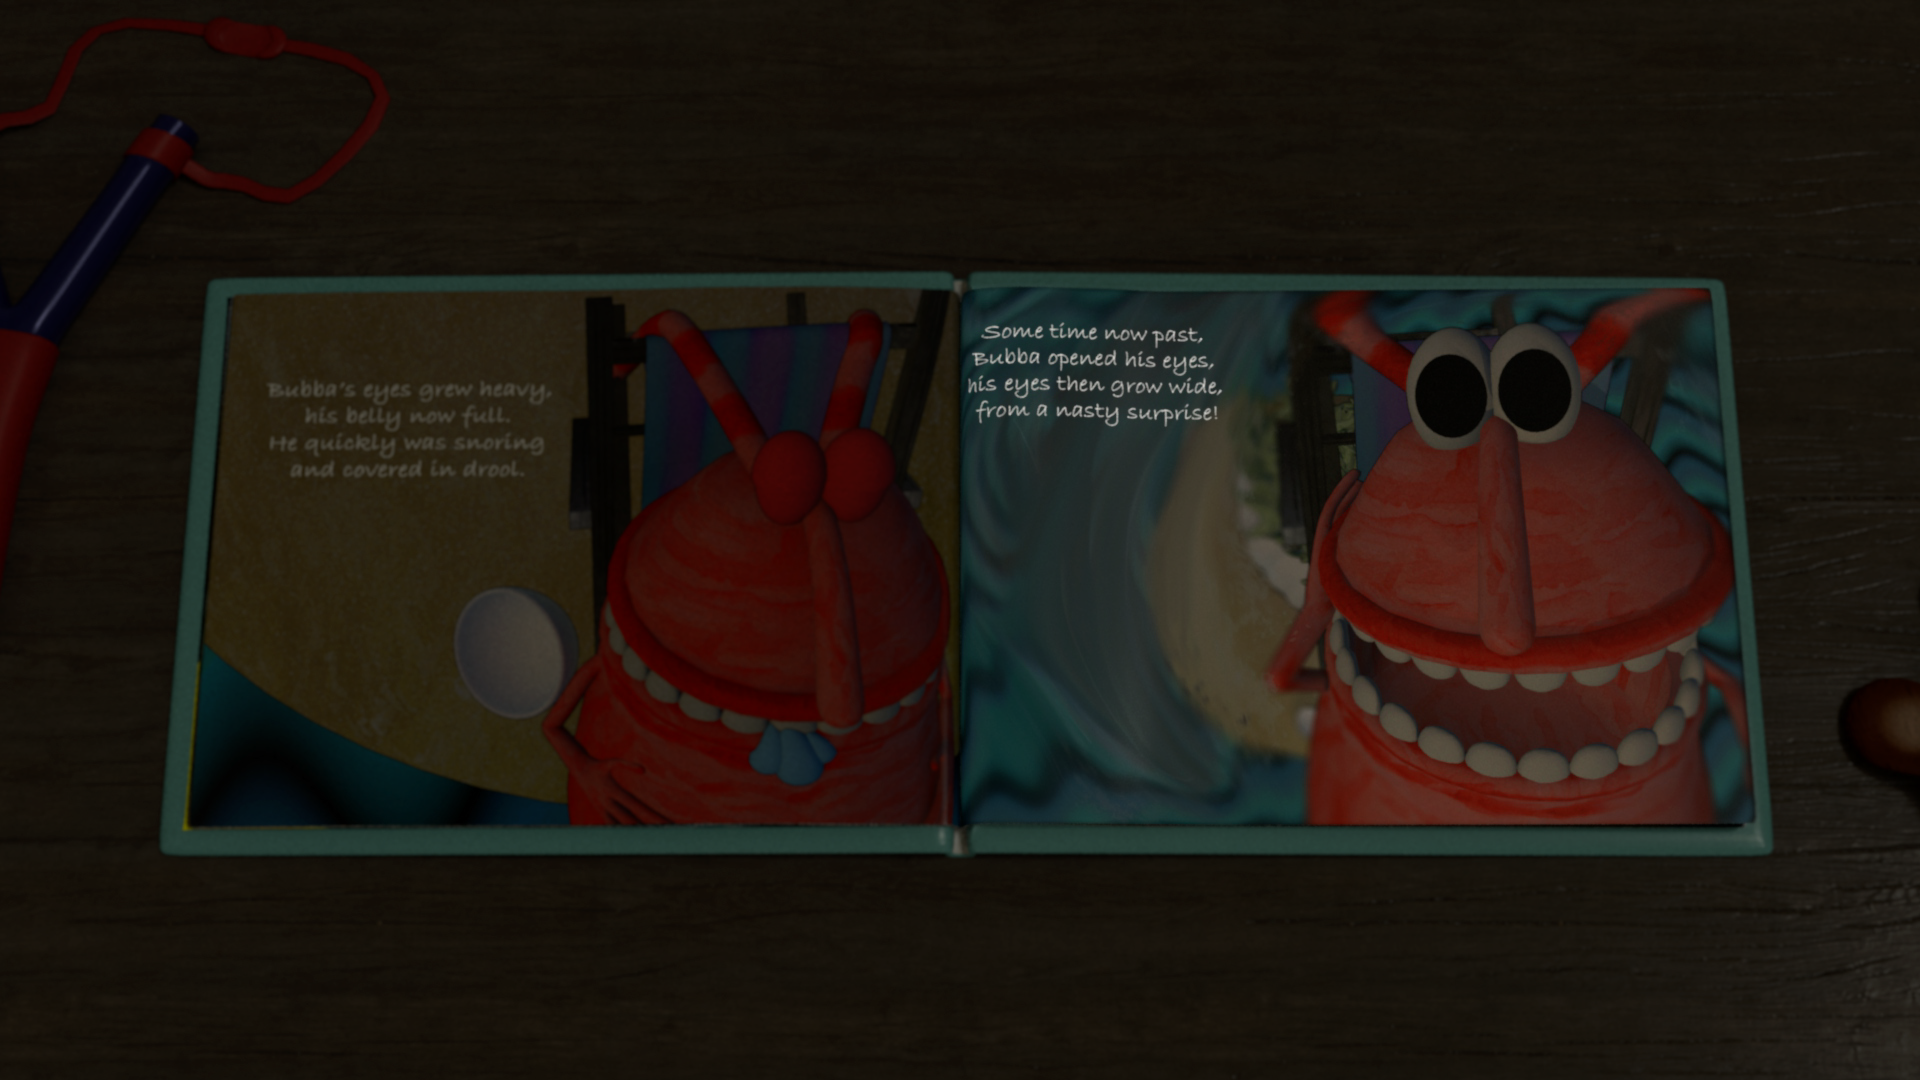 Bubba's eyes grew heavy,
his belly now full.
He quickly was snoring
and covered in drool.
Some time now past,
Bubba opened his eyes,
his eyes then grow wide,
from a nasty surprise!